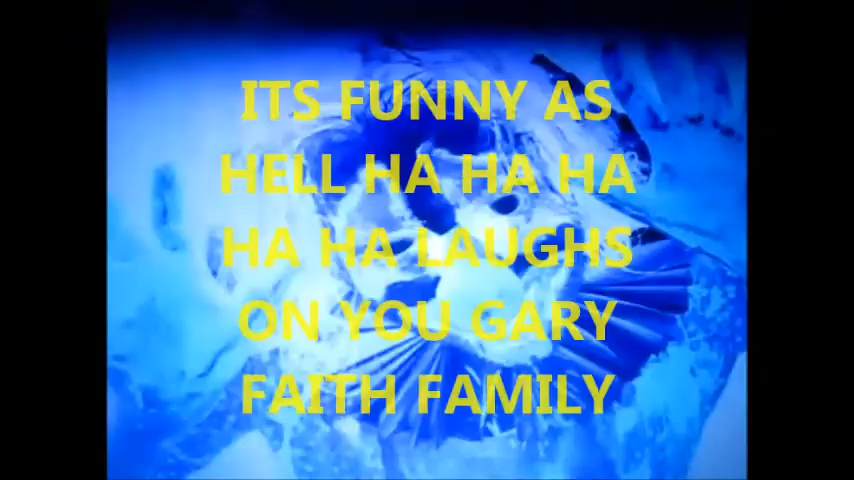 ITS FUNNY AS
HELL HA HA HA
HA HA LAUGHS
ON YOU GARY
FAITH FAMILY